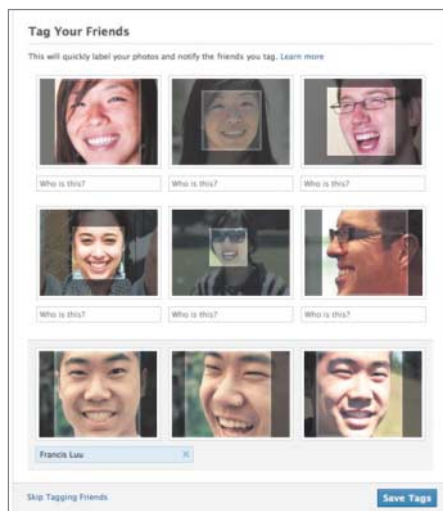 Tag Your Friends
This will quickly label your photos and notify the friends you tag. Learn more
Who is this? Who is this? Who is this?
Who is this? Who is this? Who is this?
Francis Luu
Skip Tagging Friends Save Tags